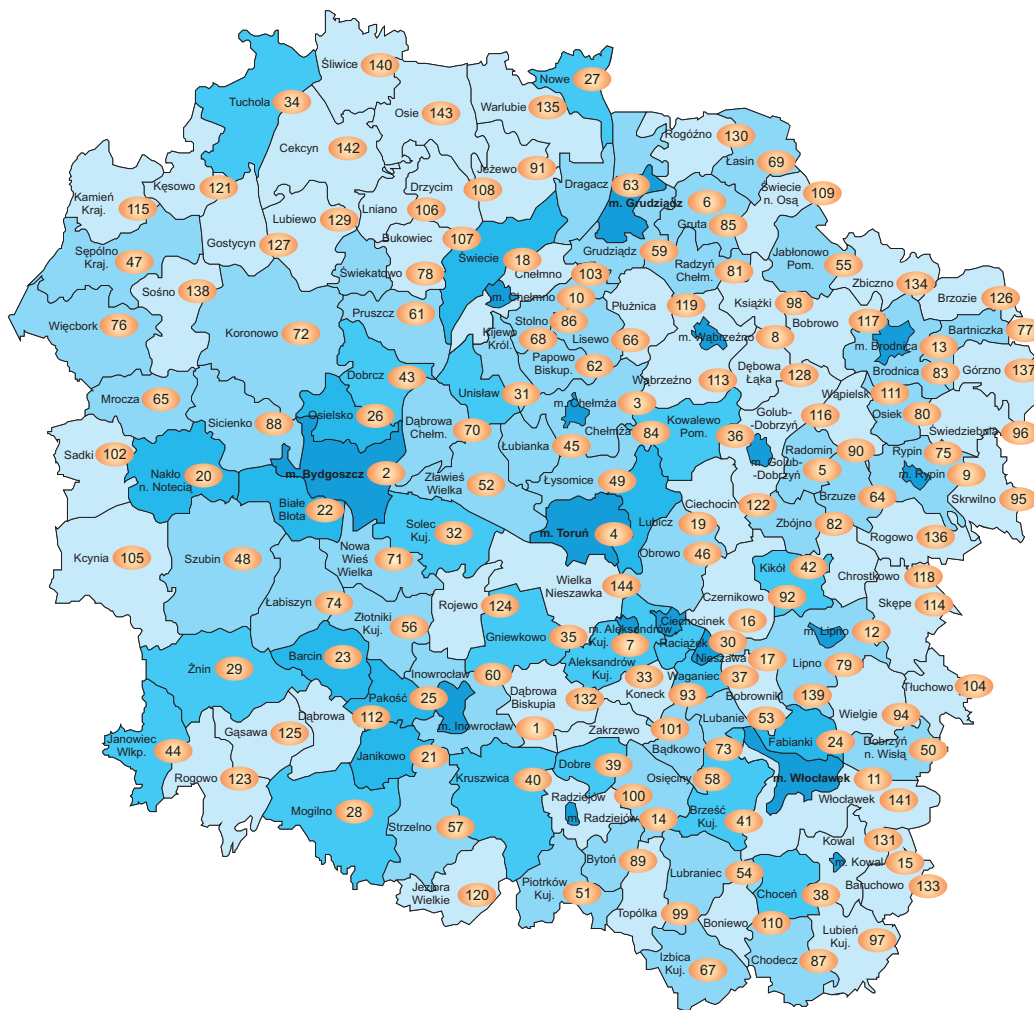 Śliwice 140
Nowe 27
Tuchola 34
Osie 143
Warlubie 135
Cekcyn 142
Rogóźno 130
Łasin 69
Jeżewo 91
Drzycim 108
Dragacz 63
m. Grudziądz 6
Świecie
n. Osą 109
Kęsowo 121
Kamień
Kraj. 115
Lubiewo 129
Lniano 106
Gruta 85
Gostycyn 127
Bukowiec 107
Sępólno
Kraj. 47
Świekatowo 78
Świecie 18
Grudziądz 59
Radzyń
Chełm. 81
Jabłonowo
Pom. 55
Chełmno 103
Zbiczno 134
Sośno 138
m. Chełmno 10
Płużnica 119
Książki 98
Brzozie 126
Więcbork 76
Koronowo 72
Pruszcz 61
Stolno 86
Bobrowo 117
Bartniczka 77
Kijewo
Król. 68
Lisewo 66
m. Wąbrzeźno 8
m. Brodnica 13
Papowo
Biskup. 62
Dobrcz 43
Wąbrzeźno 113
Dębowa
Łąka 128
Brodnica 83
Górzno 137
Mrocza 65
Unisław 31
m. Chełmża 3
Wąpielsk 111
Osielsko 26
Golub-
-Dobrzyń 116
Osiek 80
Sicienko 88
Dąbrowa
Chełm. 70
Chełmża 84
Kowalewo
Pom. 36
Świedziebnia 96
Sadki 102
Łubianka 45
Radomin 90
Rypin 75
Nakło
n. Notecią 20
m. Bydgoszcz 2
m. Golub-
-Dobrzyń 5
m. Rypin 9
Zławieś
Wielka 52
Łysomice 49
Brzuze 64
Skrwilno 95
Białe
Błota 22
Ciechocin 122
Solec
Kuj. 32
m. Toruń 4
Lubicz 19
Zbójno 82
Rogowo 136
Kcynia 105
Szubin 48
Nowa
Wieś
Wielka 71
Obrowo 46
Kikół 42
Wielka
Nieszawka 144
Chrostkowo 118
Czernikowo 92
Łabiszyn 74
Rojewo 124
Skępe 114
Złotniki
Kuj. 56
Ciechocinek 16
m. Aleksandrów
Kuj. 7
m. Lipno 12
Gniewkowo 35
Raciążek 30
Nieszawa 17
Żnin 29
Barcin 23
Inowrocław 60
Aleksandrów
Kuj. 33
Waganiec 37
Lipno 79
Pakość 25
Dąbrowa
Biskupia 132
Koneck 93
Bobrowniki 139
Tłuchowo 104
Dąbrowa 112
Wielgie 94
Lubanie 53
Gąsawa 125
m. Inowrocław 1
Zakrzewo 101
Janowiec
Wlkp. 44
Fabianki 24
Dobrzyń
n. Wisłą 50
Bądkowo 73
Janikowo 21
Dobre 39
Osięciny 58
m. Włocławek 11
Rogowo 123
Kruszwica 40
Radziejów 100
Włocławek 141
Mogilno 28
m. Radziejów 14
Brześć
Kuj. 41
Strzelno 57
Kowal 131
Bytoń 89
m. Kowal 15
Lubraniec 54
Baruchowo 133
Jeziora
Wielkie 120
Piotrków
Kuj. 51
Choceń 38
Topólka 99
Boniewo 110
Lubień
Kuj. 97
Izbica
Kuj. 67
Chodecz 87